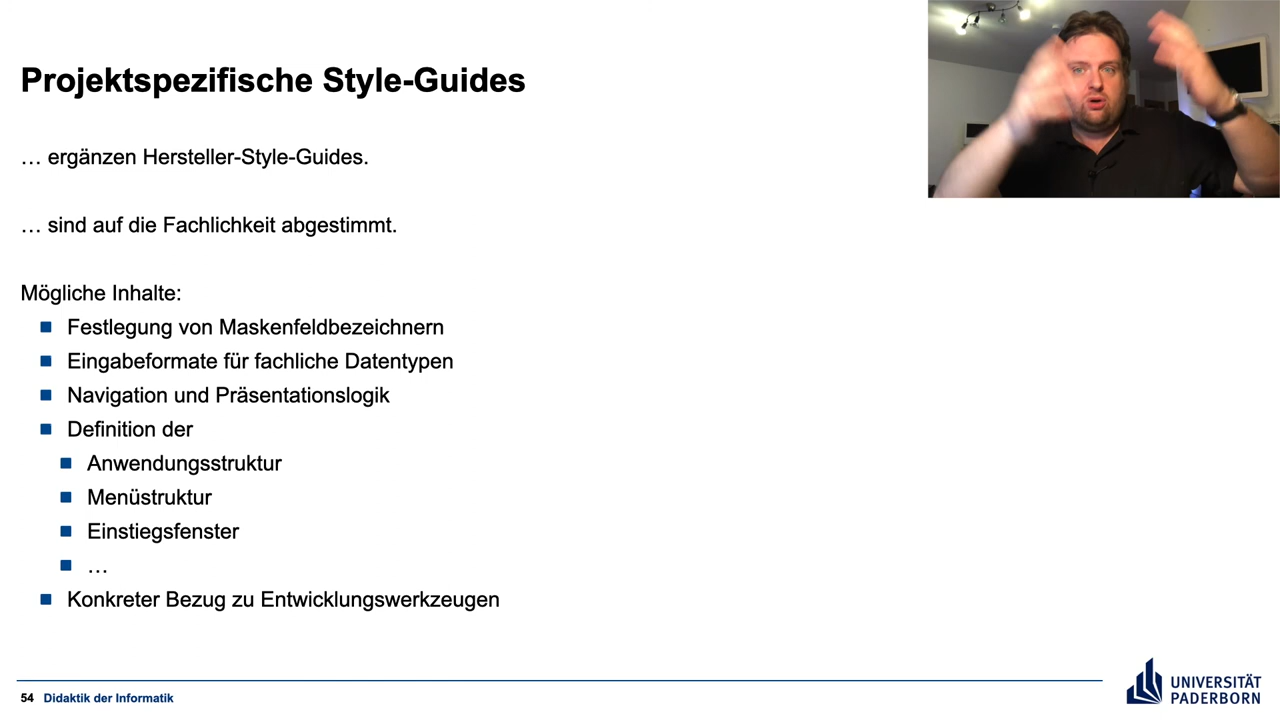 Projektspezifische Style-Guides
… ergänzen Hersteller-Style-Guides.
… sind auf die Fachlichkeit abgestimmt.
Mögliche Inhalte:
Festlegung von Maskenfeldbezeichnern
Eingabeformate für fachliche Datentypen
Navigation und Präsentationslogik
Definition der
Anwendungsstruktur
Menüstruktur
Einstiegsfenster
…
Konkreter Bezug zu Entwicklungswerkzeugen
54 Didaktik der Informatik
UNIVERSITÄT
PADERBORN